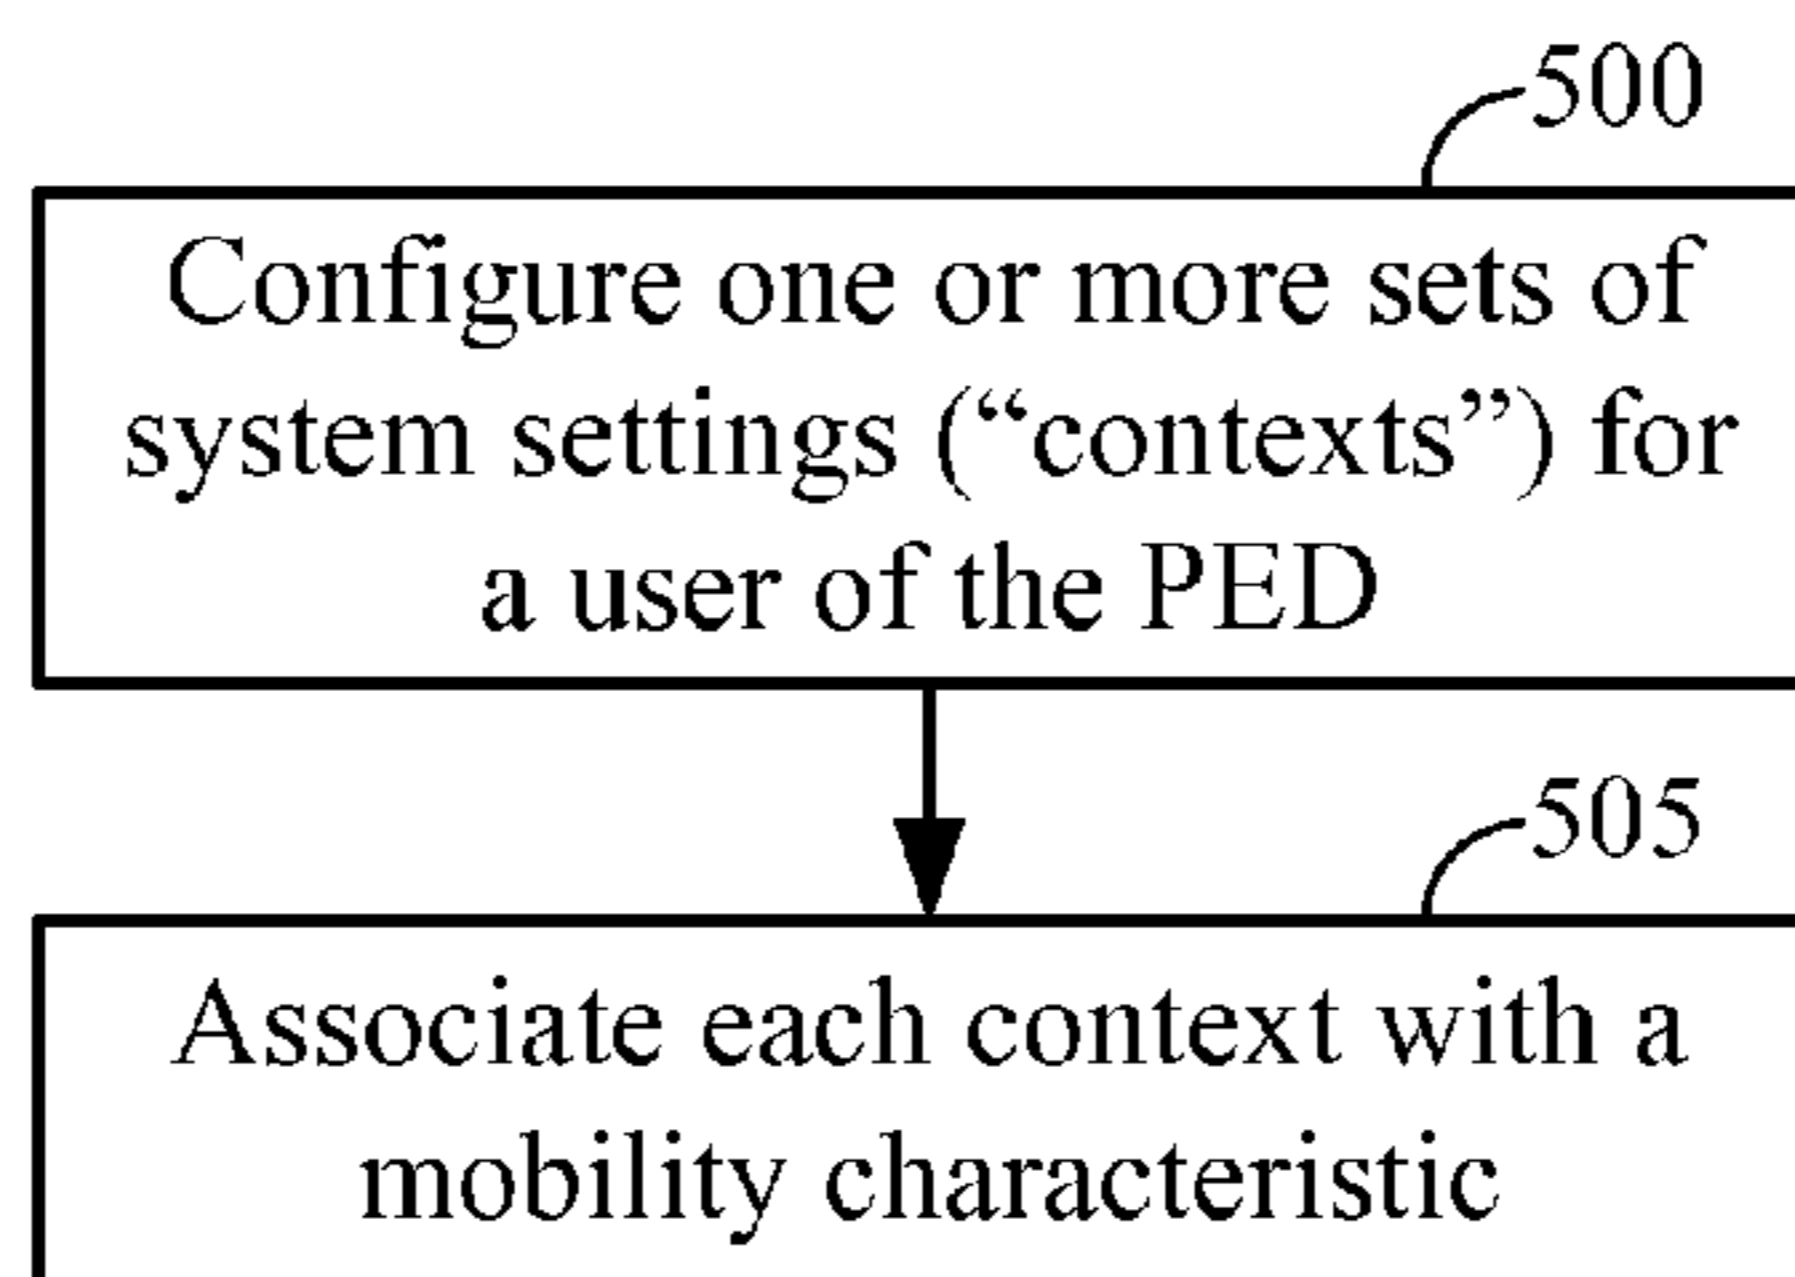 500
Configure one or more sets of
system settings (“contexts”) for
a user of the PED
505
Associate each context with a
mobility characteristic